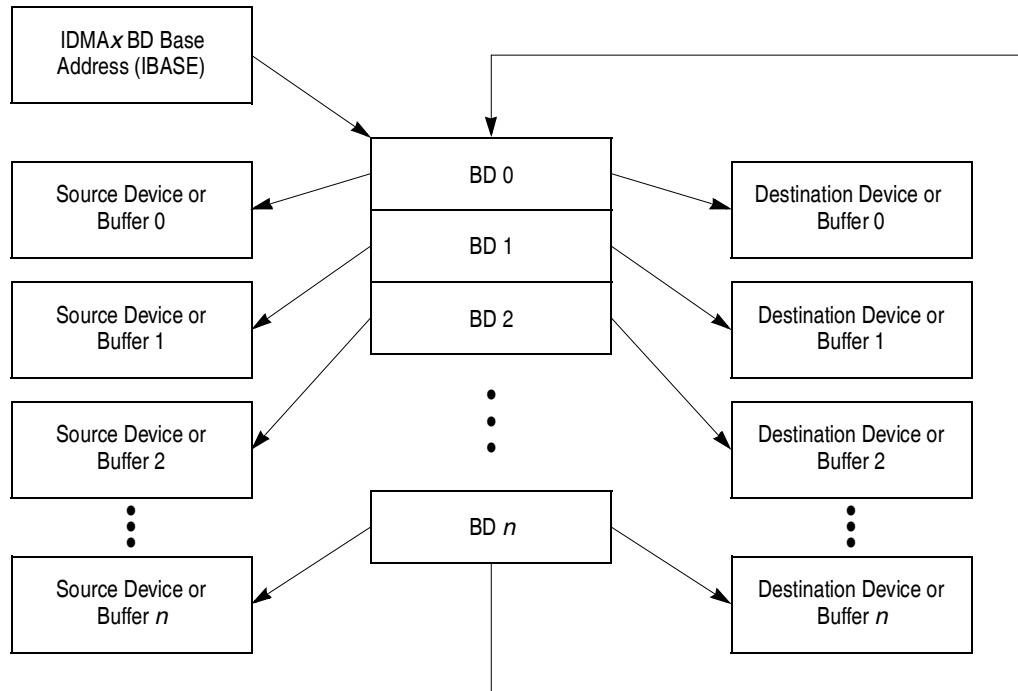 IDMAx BD Base
Address (IBASE)
BD 0
Source Device or
Buffer 0
Destination Device or
Buffer 0
BD 1
Source Device or
Buffer 1
Destination Device or
Buffer 1
BD 2
Source Device or
Buffer 2
Destination Device or
Buffer 2
BD n
Source Device or
Buffer n
Destination Device or
Buffer n